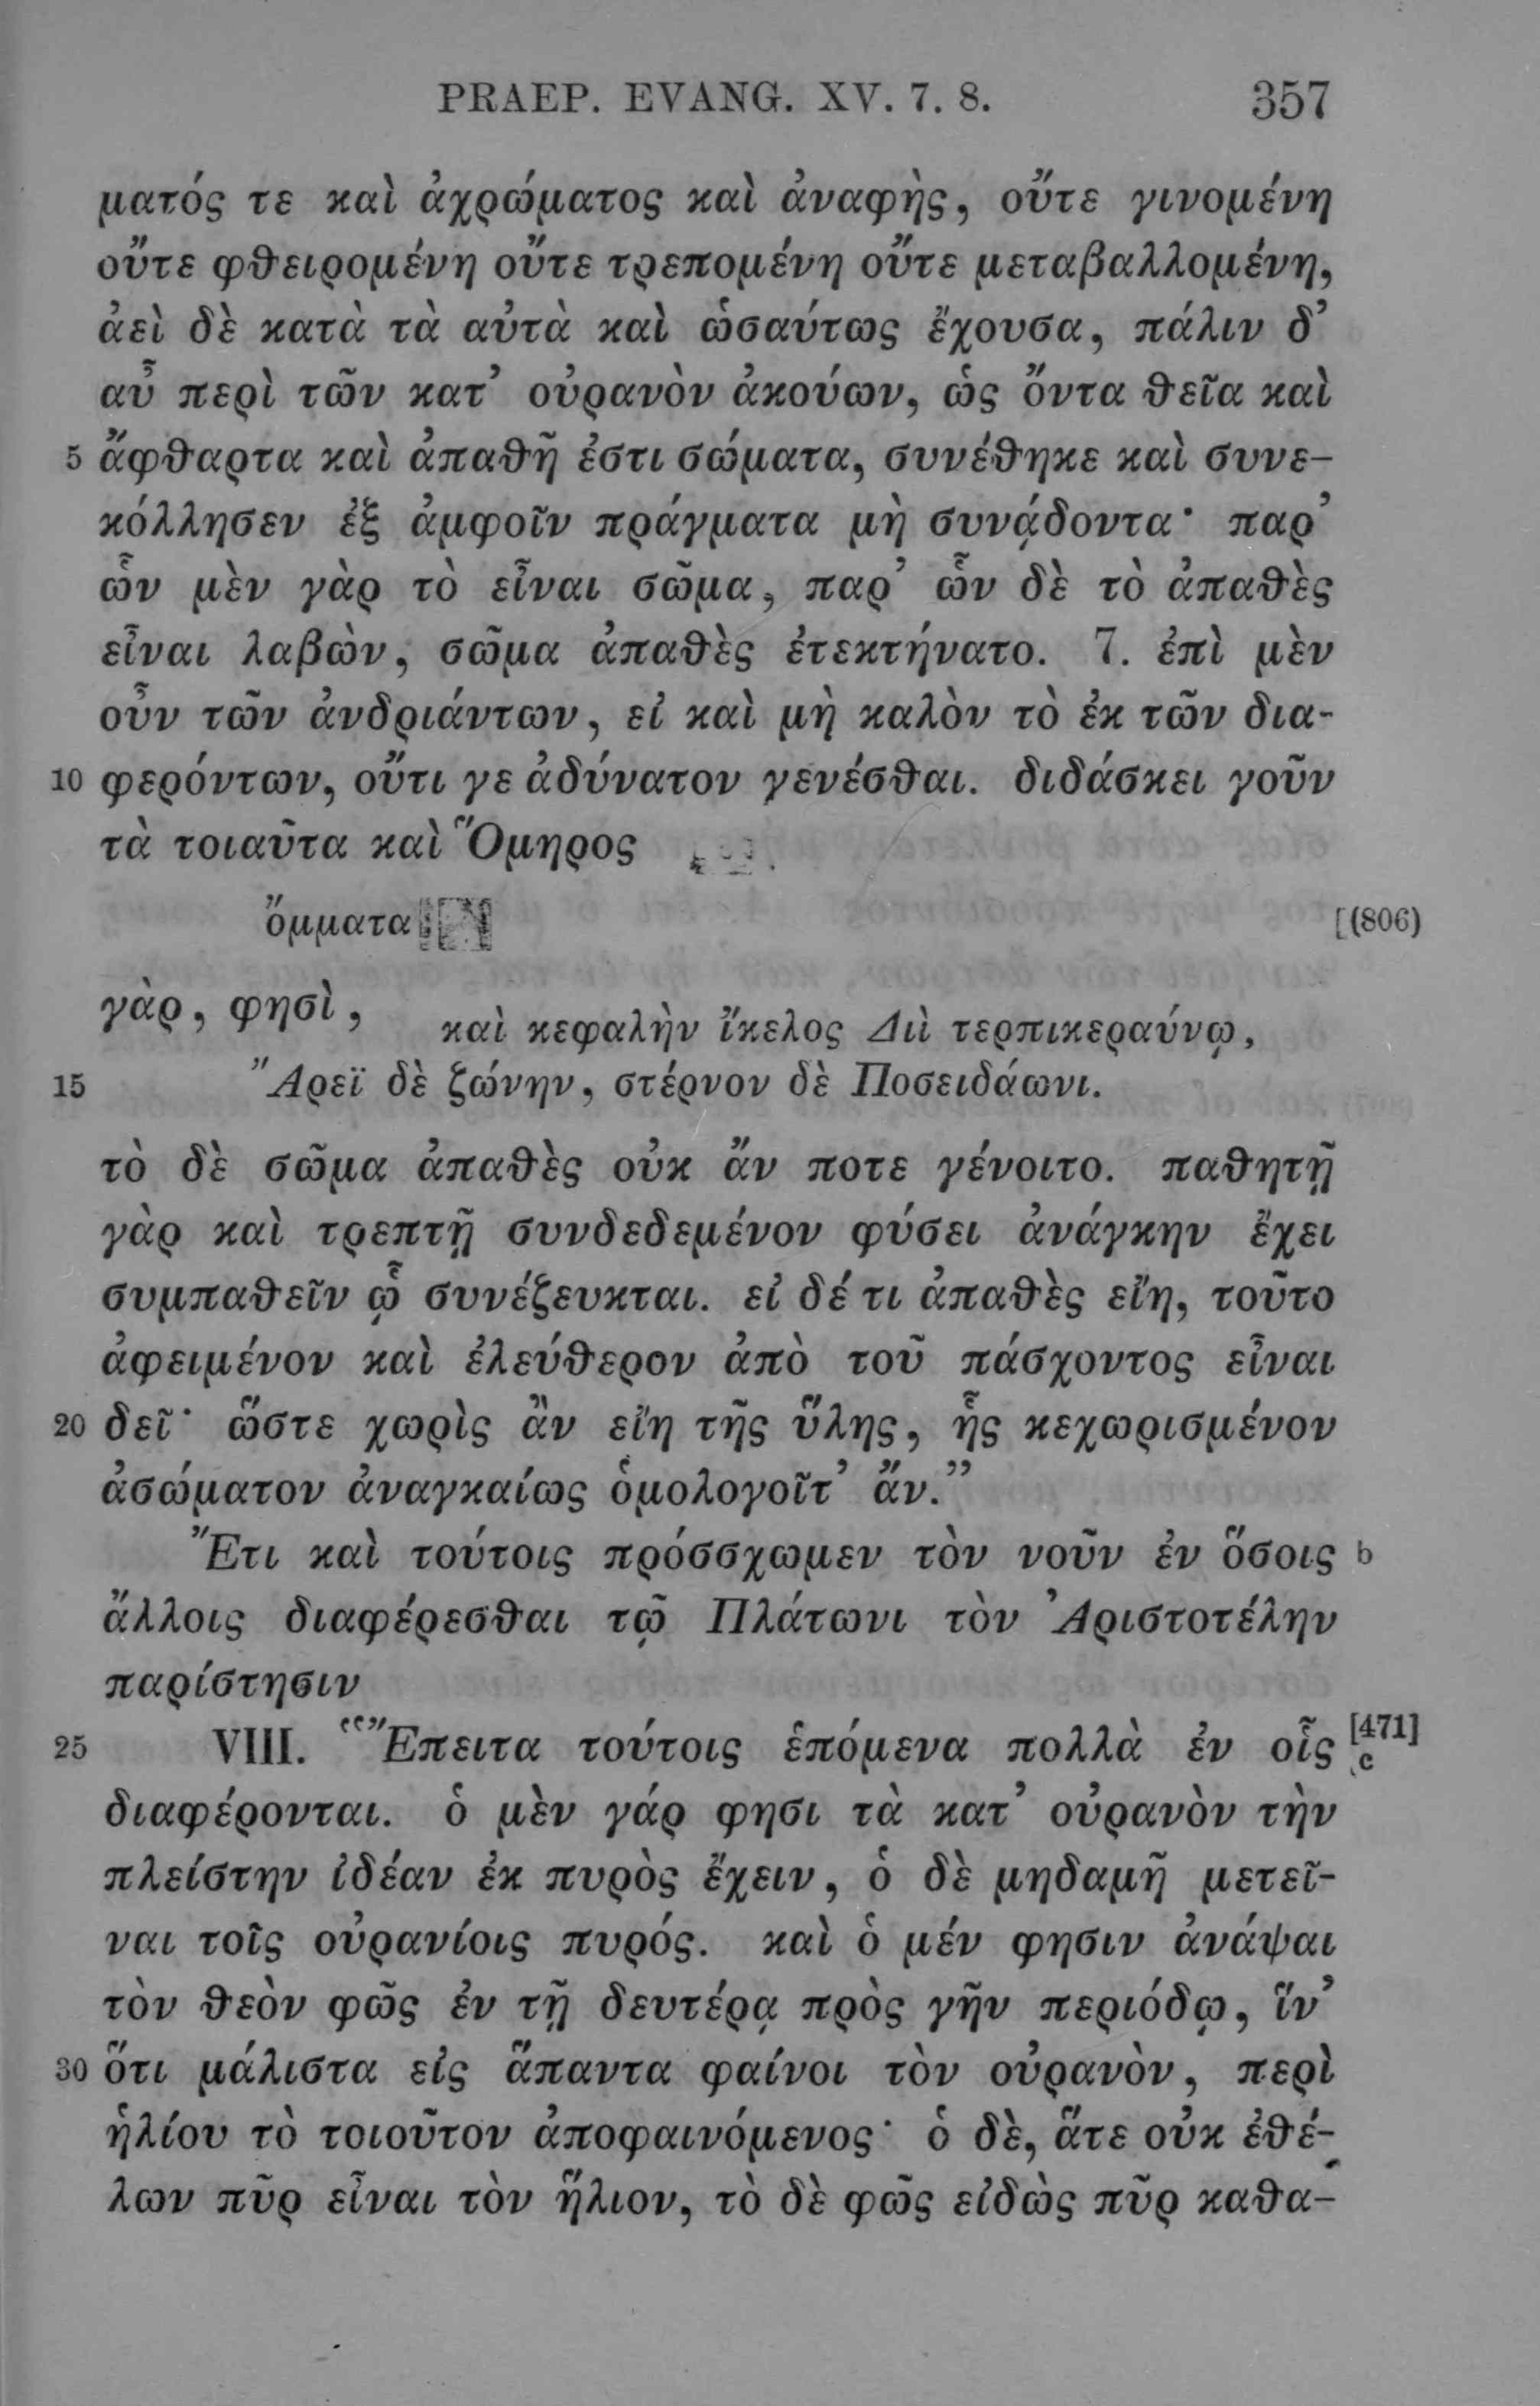 PRAEP. EVANG. XV. 7. 8. 357
ματός τε καὶ ἀχρώματος καὶ ἀναφὴς, οὔτε γινομένη
οὔτε φθειρομένη οὔτε τρεπομένη οὔτε μεταβαλλομένη,
ἀεὶ δὲ κατὰ τὰ αὐτὰ καὶ ὡσαύτως ἔχουσα, πάλιν δ’
αὖ περὶ τῶν κατ’ οὐρανὸν ἀκούων, ὡς ὄντα θεῖα καὶ
5 ἄφθαρτα καὶ ἀπαθῆ ἐστι σώματα, συνέθηκε καὶ συνε-
κόλλησεν ἐξ ἀμφοῖν πράγματα μὴ συνᾴδοντα· παρ’
ὧν μὲν γὰρ τὸ εἶναι σῶμα, παρ’ ὧν δὲ τὸ ἀπαθὲς
εἶναι λαβὼν, σῶμα ἀπαθὲς ἐτεκτήνατο. 7. ἐπὶ μὲν
οὖν τῶν ἀνδριάντων, εἰ καὶ μὴ καλὸν τὸ ἐκ τῶν δια-
10 φερόντων, οὔτι γε ἀδύνατον γενέσθαι. διδάσκει γοῦν
τὰ τοιαῦτα καὶ Ὅμηρος
ὄμματα [(806)
γὰρ, φησὶ,
καὶ κεφαλὴν ἴκελος Διῒ τερπικεραύνῳ,
15 Ἄρεϊ δὲ ζώνην, στέρνον δὲ Ποσειδάωνι.
τὸ δὲ σῶμα ἀπαθὲς οὐκ ἄν ποτε γένοιτο. παθητῇ
γὰρ καὶ τρεπτῇ συνδεδεμένον φύσει ἀνάγκην ἔχει
συμπαθεῖν ᾧ συνέζευκται. εἰ δέ τι ἀπαθὲς εἴη, τοῦτο
ἀφειμένον καὶ ἐλεύθερον ἀπὸ τοῦ πάσχοντος εἶναι
20 δεῖ· ὥστε χωρὶς ἂν εἴη τῆς ὕλης, ἧς κεχωρισμένον
ἀσώματον ἀναγκαίως ὁμολογοῖτ’ ἄν.”
Ἔτι καὶ τούτοις πρόσσχωμεν τὸν νοῦν ἐν ὅσοις b
ἄλλοις διαφέρεσθαι τῷ Πλάτωνι τὸν Ἀριστοτέλην
παρίστησιν
25 VIII. “Ἔπειτα τούτοις ἑπόμενα πολλὰ ἐν οἷς [471] c
διαφέρονται. ὁ μὲν γάρ φησι τὰ κατ’ οὐρανὸν τὴν
πλείστην ἰδέαν ἐκ πυρὸς ἔχειν, ὁ δὲ μηδαμῆ μετεῖ-
ναι τοῖς οὐρανίοις πυρός. καὶ ὁ μέν φησιν ἀνάψαι
τὸν θεὸν φῶς ἐν τῇ δευτέρᾳ πρὸς γῆν περιόδῳ, ἵν’
30 ὅτι μάλιστα εἰς ἅπαντα φαίνοι τὸν οὐρανὸν, περὶ
ἡλίου τὸ τοιοῦτον ἀποφαινόμενος· ὁ δὲ, ἅτε οὐκ ἐθέ-
λων πῦρ εἶναι τὸν ἥλιον, τὸ δὲ φῶς εἰδὼς πῦρ καθα-